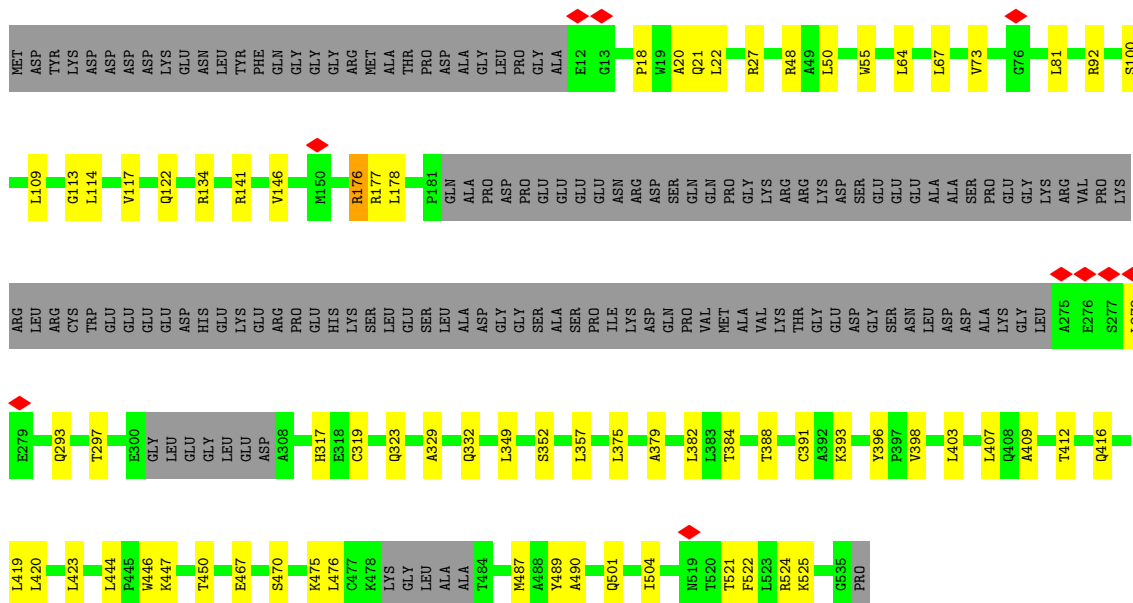 MET ASP TYR LYS ASP ASP ASP ASP LYS GLU ASN LEU TYR PHE GLN GLY GLY GLY ARG MET ALA THR PRO ASP ALA GLY LEU PRO GLY ALA E12 G13 P18 W19 A20 Q21 L22 R27 R48 A49 L50 W55 L64 L67 V73 G76 L81 R92 S100
L109 G113 L114 V117 Q122 R134 R141 V146 M150 R176 R177 L178 P181 GLN ALA PRO ASP PRO GLU GLU GLU GLU ASN ARG ASP SER GLN GLN PRO GLY LYS ARG ARG LYS ASP SER GLU GLU GLU ALA ALA SER PRO GLU GLY LYS ARG VAL PRO LYS
ARG LEU ARG CYS TRP GLU GLU GLU GLU ASP HIS GLU LYS GLU ARG PRO GLU HIS LYS SER LEU GLU SER LEU ALA ASP GLY GLY SER ALA SER PRO ILE LYS ASP GLN PRO VAL MET ALA VAL LYS THR GLY GLU ASP GLY SER ASN LEU ASP ASP ALA LYS GLY LEU A275 E276 S277
E279 Q293 T297 E300 GLY LEU GLU GLY LEU GLU ASP A308 H317 E318 C319 Q323 A329 Q332 L349 S352 L357 L375 A379 L382 L383 T384 T388 C391 A392 K393 Y396 P397 V398 L403 L407 Q408 A409 T412 Q416
L419 L420 L423 L444 P445 W446 K447 T450 E467 S470 K475 L476 C477 K478 LYS GLY LEU ALA ALA T484 M487 A488 Y489 A490 Q501 I504 N519 T520 T521 F522 L523 R524 K525 G535 PRO